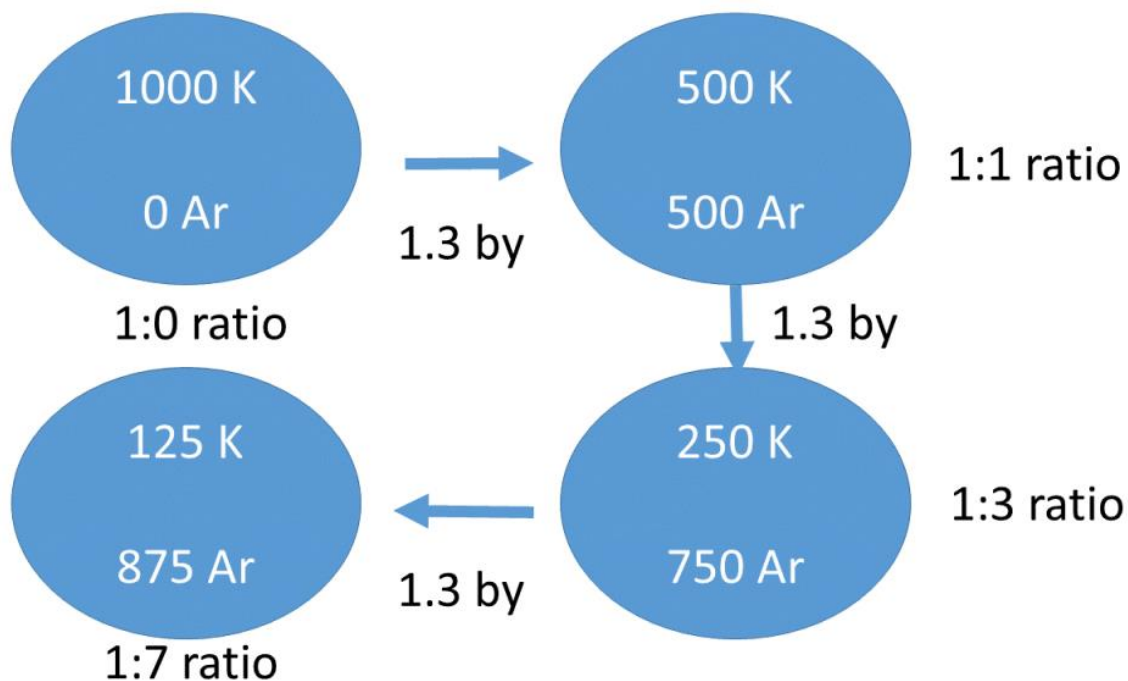 1000 K
0 Ar
1:0 ratio
1.3 by
500 K
500 Ar
1:1 ratio
1.3 by
250 K
750 Ar
1:3 ratio
1.3 by
125 K
875 Ar
1:7 ratio